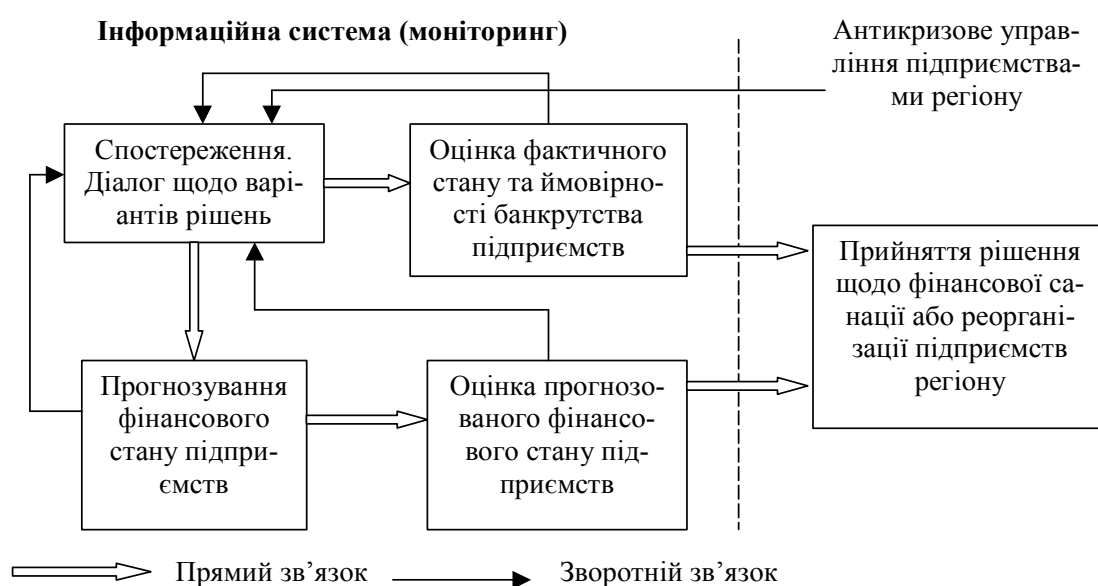 Інформаційна система (моніторинг)
Антикризове управ-
ління підприємства-
ми регіону
Спостереження.
Діалог щодо варі-
антів рішень
Оцінка фактичного
стану та ймовірно-
сті банкрутства
підприємств
Прийняття рішення
щодо фінансової са-
нації або реоргані-
зації підприємств
регіону
Прогнозування
фінансового
стану підпри-
ємств
Оцінка прогнозо-
ваного фінансо-
вого стану під-
приємств
Прямий зв’язок
Зворотній зв’язок